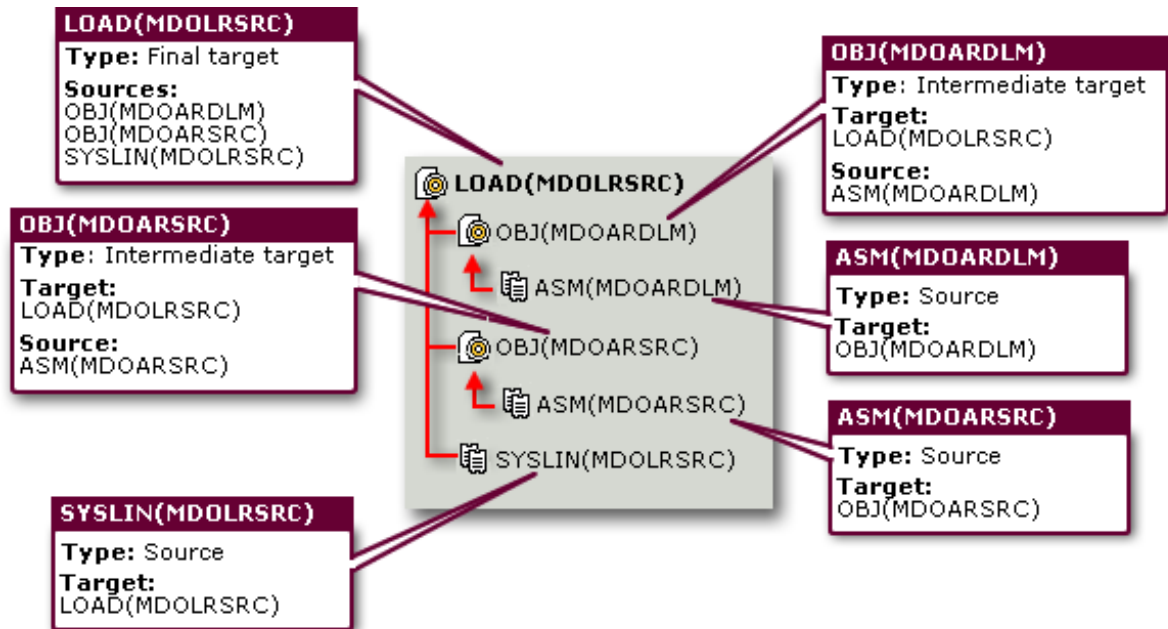 LOAD(MDOLRSRC)
Type: Final target
Sources:
OBJ(MDOARDLM)
OBJ(MDOARSRC)
SYSLIN(MDOLRSRC)
OBJ(MDOARDLM)
Type: Intermediate target
Target:
LOAD(MDOLRSRC)
Source:
ASM(MDOARDLM)
LOAD(MDOLRSRC)
OBJ(MDOARDLM)
ASM(MDOARDLM)
OBJ(MDOARSRC)
ASM(MDOARSRC)
SYSLIN(MDOLRSRC)
OBJ(MDOARSRC)
Type: Intermediate target
Target:
LOAD(MDOLRSRC)
Source:
ASM(MDOARSRC)
ASM(MDOARDLM)
Type: Source
Target:
OBJ(MDOARDLM)
ASM(MDOARSRC)
Type: Source
Target:
OBJ(MDOARSRC)
SYSLIN(MDOLRSRC)
Type: Source
Target:
LOAD(MDOLRSRC)